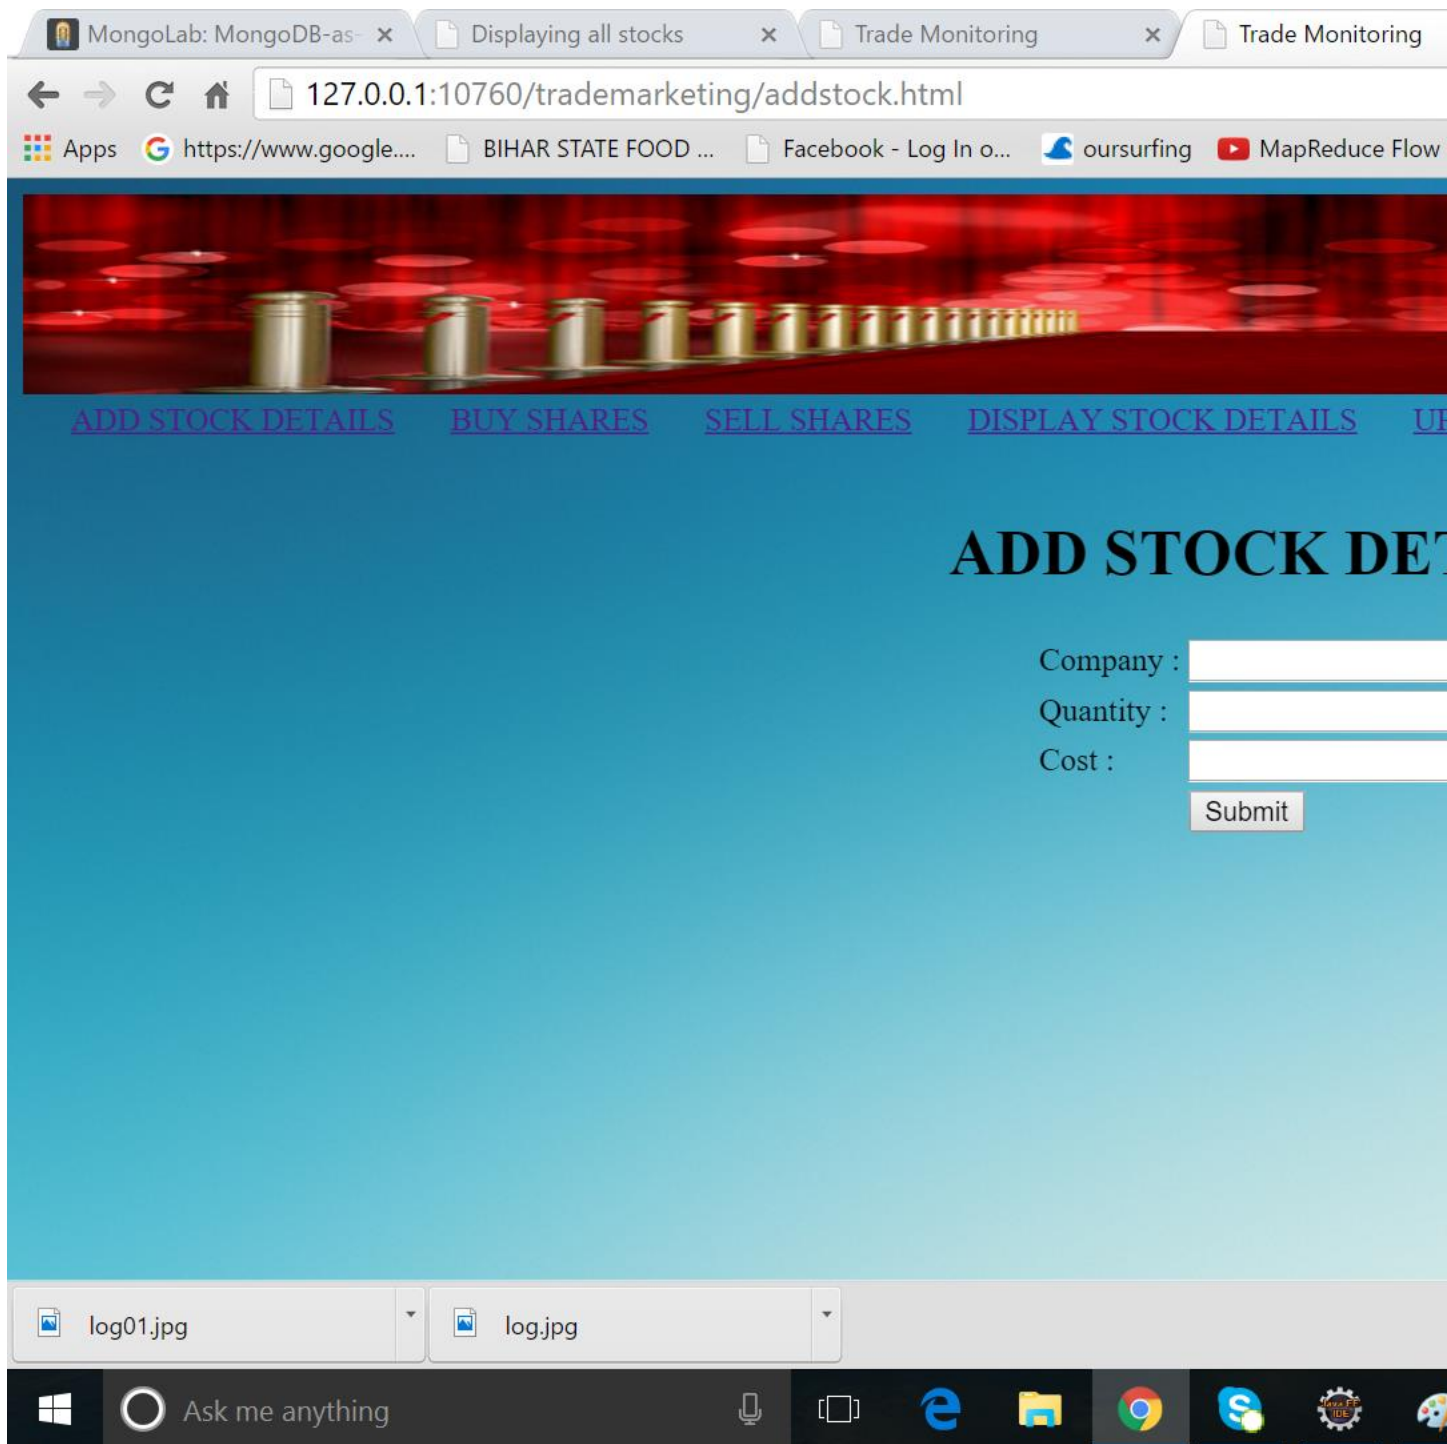 MongoLab: MongoDB-as-
Displaying all stocks
Trade Monitoring
Trade Monitoring
127.0.0.1:10760/trademarketing/addstock.html
Apps
https://www.google....
BIHAR STATE FOOD ...
Facebook - Log In o...
oursurfing
MapReduce Flow
ADD STOCK DETAILS
BUY SHARES
SELL SHARES
DISPLAY STOCK DETAILS
ADD STOCK DET
Company :
Quantity :
Cost :
Submit
log01.jpg
log.jpg
Ask me anything